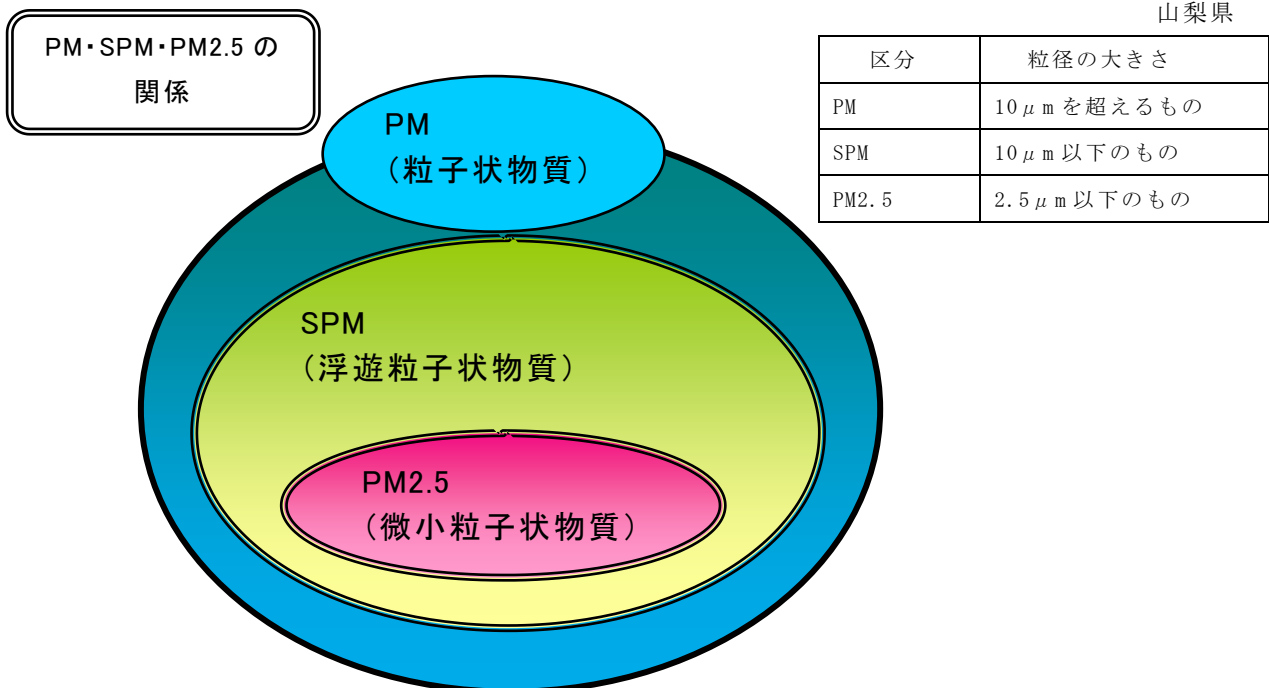 山梨県
PM・SPM・PM2.5 の
関係
区分 粒径の大きさ
PM 10μmを超えるもの
SPM 10μm以下のもの
PM2.5 2.5μm以下のもの
PM
（粒子状物質）
SPM
（浮遊粒子状物質）
PM2.5
（微小粒子状物質）